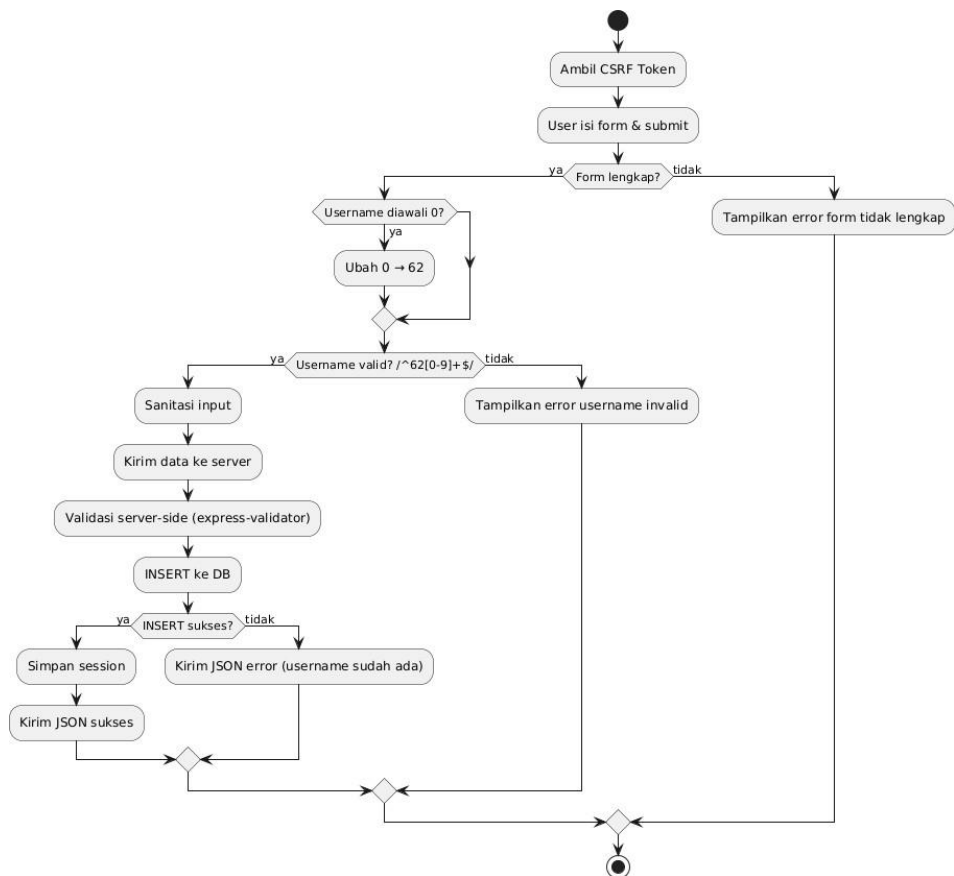 Ambil CSRF Token
User isi form & submit
ya
Form lengkap?
tidak
Username diawali 0?
ya
Ubah 0 → 62
Tampilkan error form tidak lengkap
ya
Username valid? /^62[0-9]+$/
tidak
Sanitasi input
Tampilkan error username invalid
Kirim data ke server
Validasi server-side (express-validator)
INSERT ke DB
ya
INSERT sukses?
tidak
Simpan session
Kirim JSON error (username sudah ada)
Kirim JSON sukses